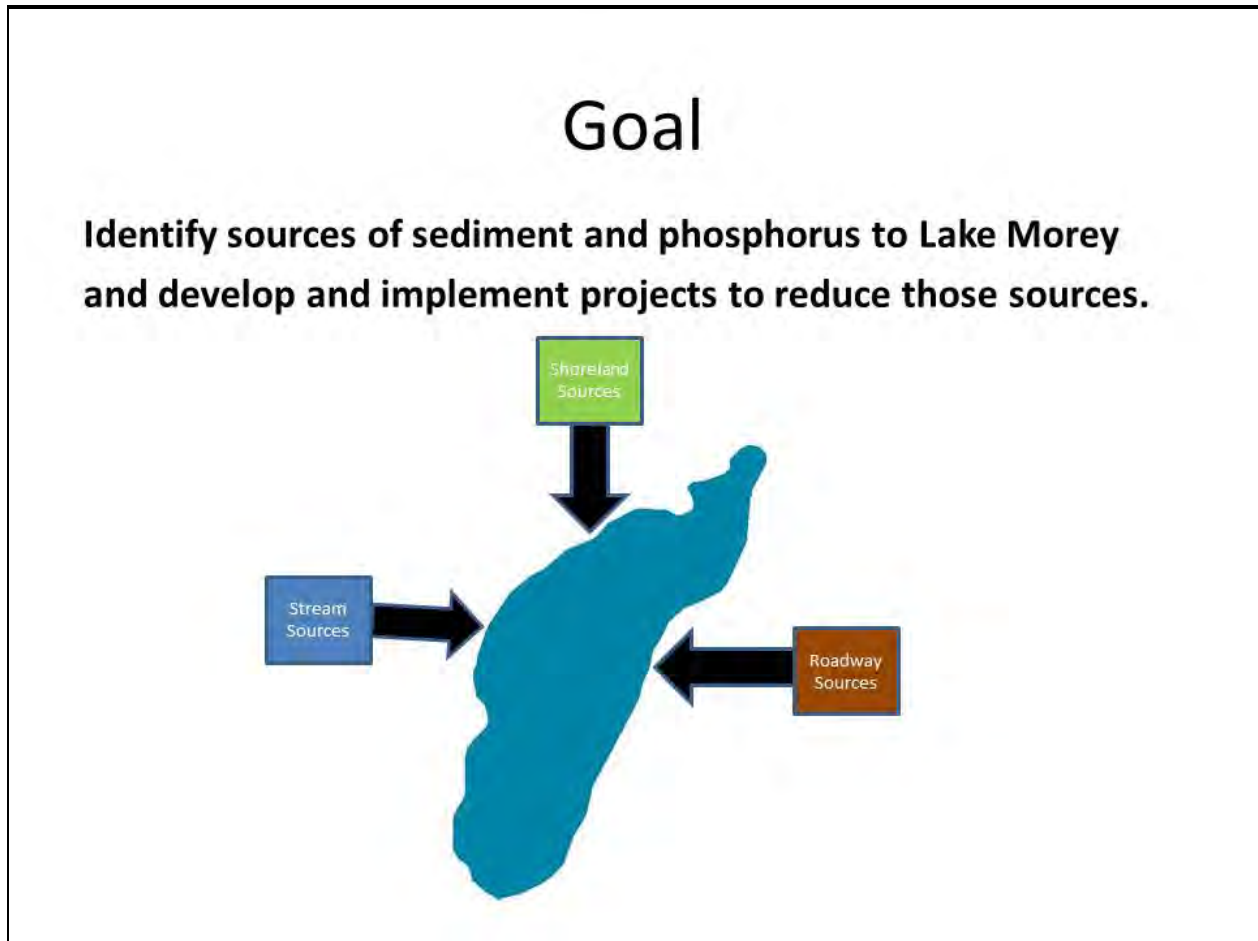 Goal
Identify sources of sediment and phosphorus to Lake Morey
and develop and implement projects to reduce those sources.
Shoreland
Sources
Stream
Sources
Roadway
Sources